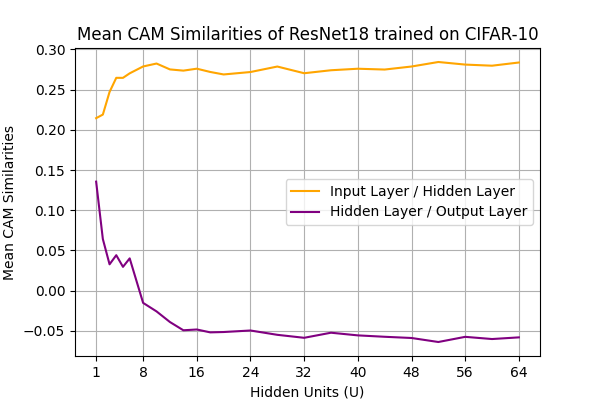 Mean CAM Similarities of ResNet18 trained on CIFAR-10
Mean CAM Similarities
0.30
0.25
0.20
0.15
0.10
0.05
0.00
−0.05
Input Layer / Hidden Layer
Hidden Layer / Output Layer
1 8 16 24 32 40 48 56 64
Hidden Units (U)